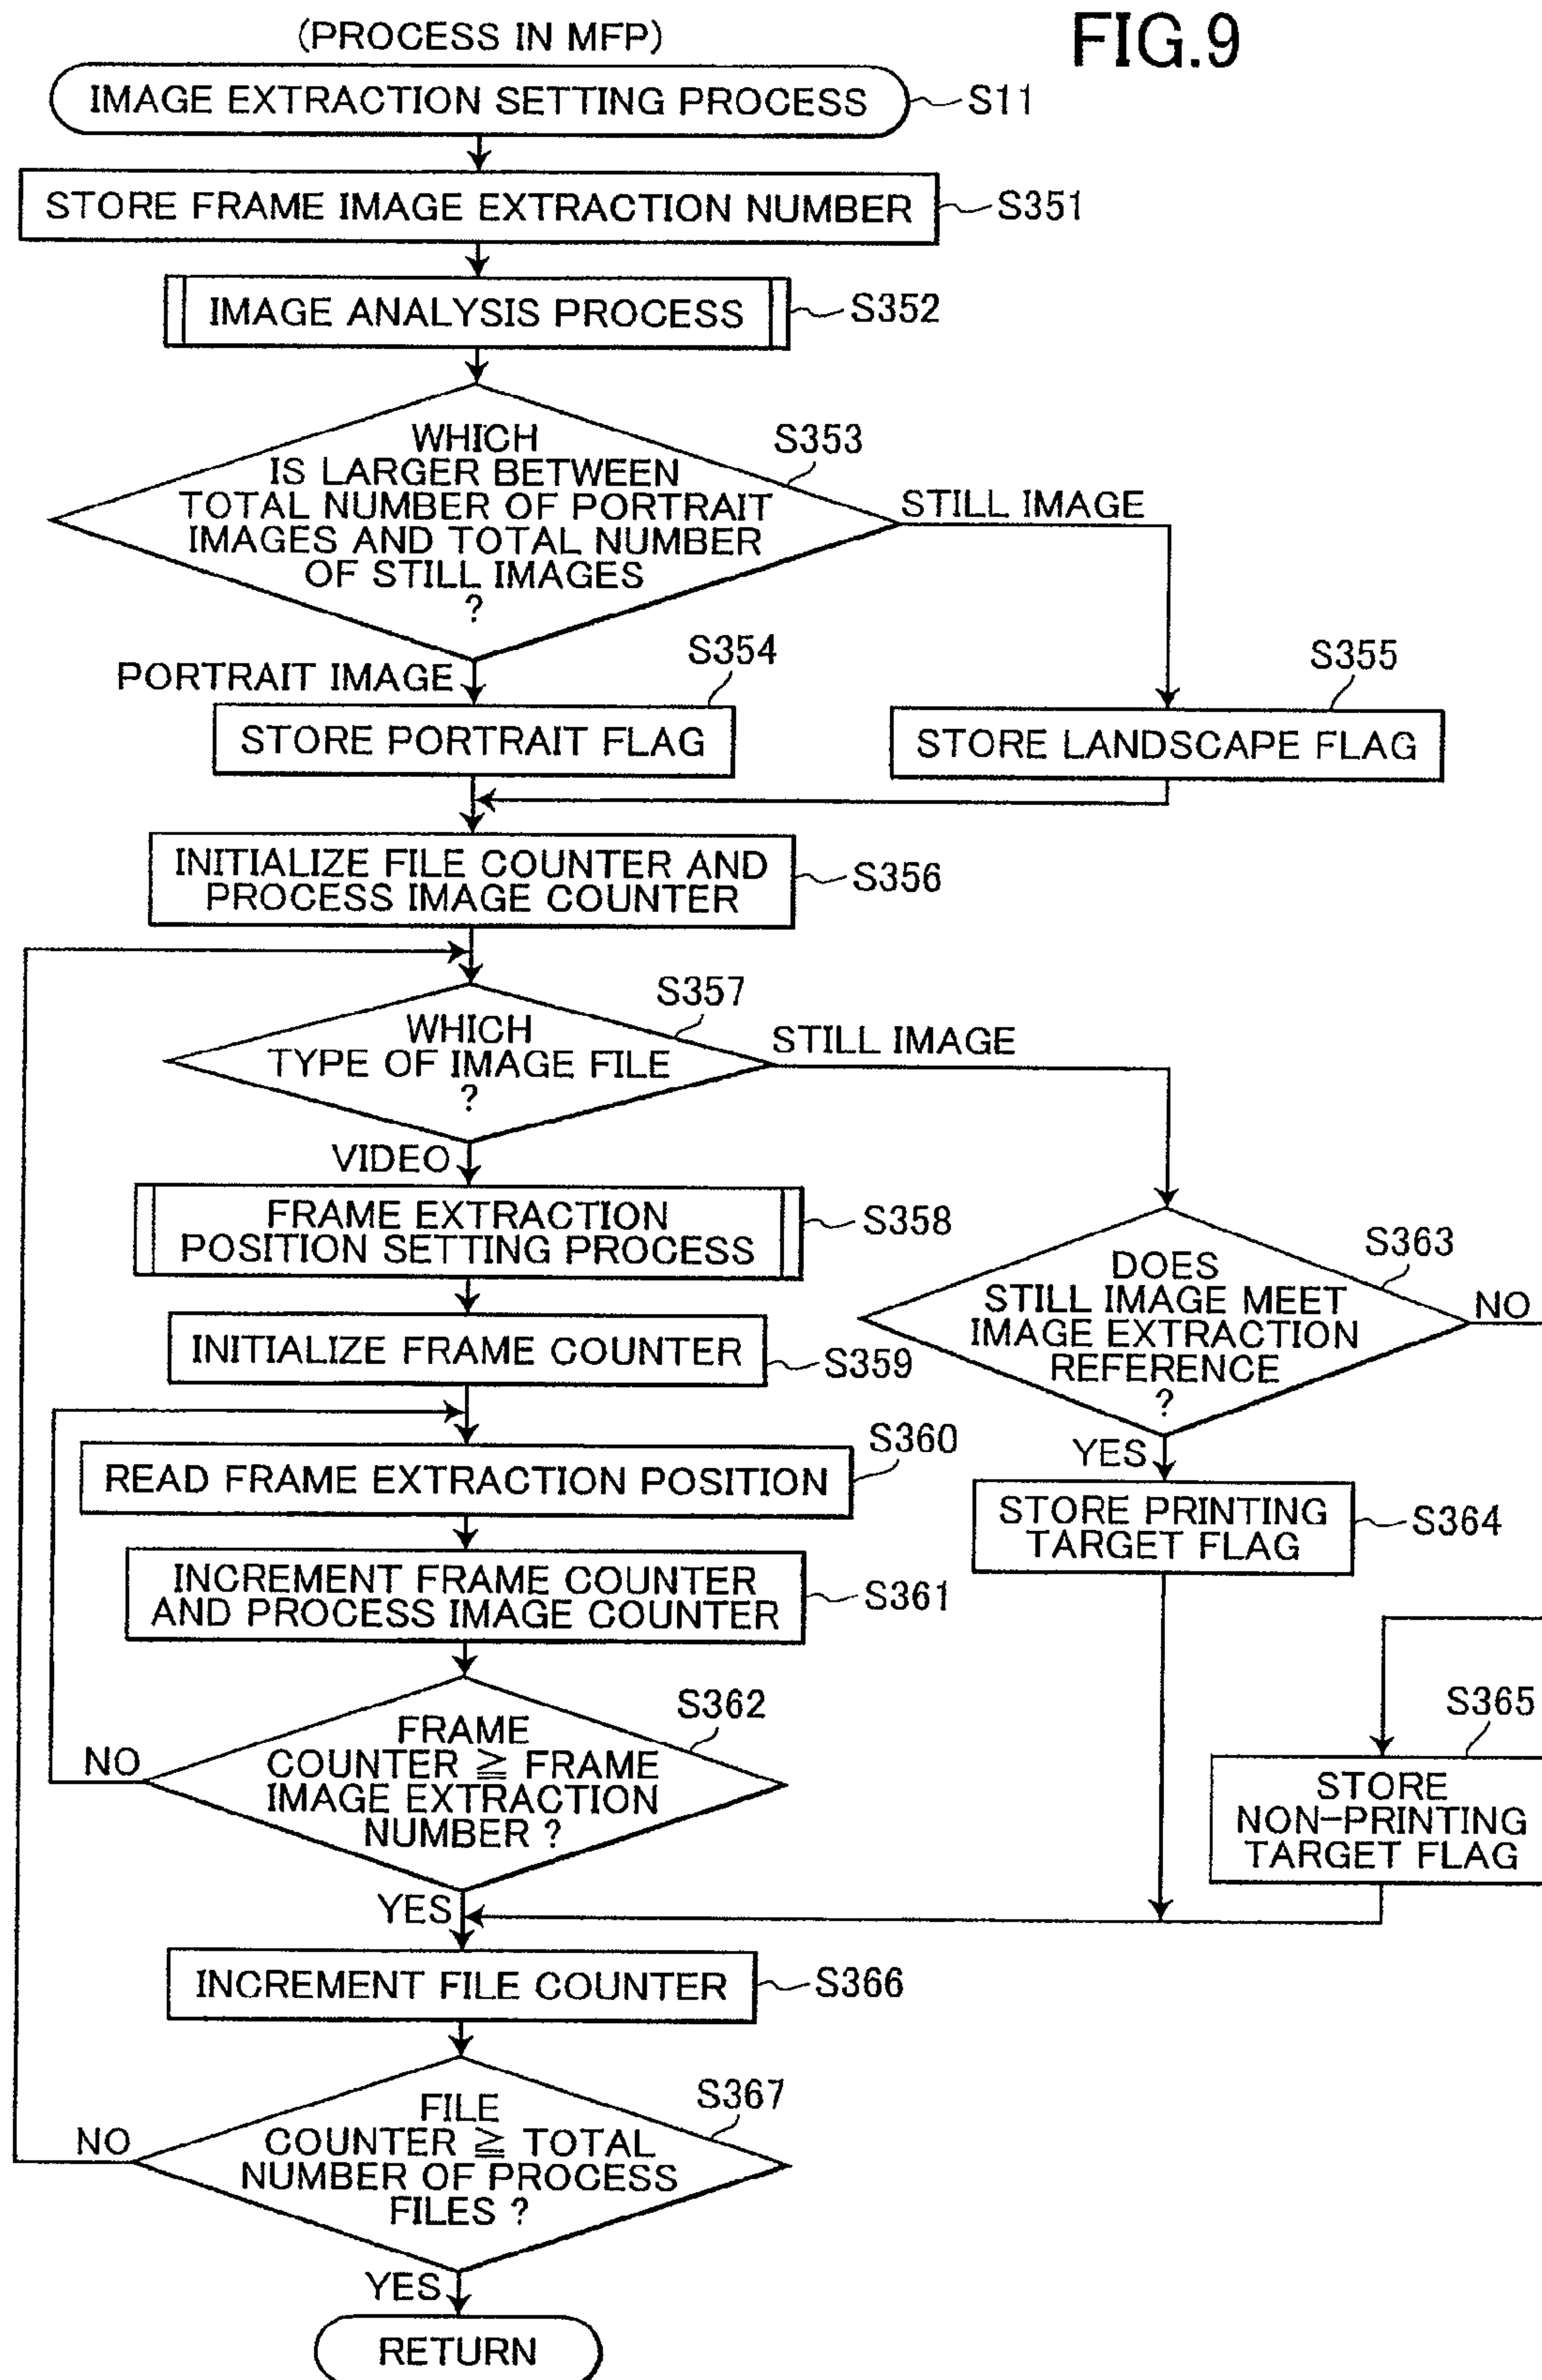 (PROCESS IN MFP)
FIG.9
IMAGE EXTRACTION SETTING PROCESS
S11
STORE FRAME IMAGE EXTRACTION NUMBER
S351
IMAGE ANALYSIS PROCESS
S352
WHICH
IS LARGER BETWEEN
TOTAL NUMBER OF PORTRAIT
IMAGES AND TOTAL NUMBER
OF STILL IMAGES
?
S353
STILL IMAGE
PORTRAIT IMAGE
S354
STORE PORTRAIT FLAG
S355
STORE LANDSCAPE FLAG
INITIALIZE FILE COUNTER AND
PROCESS IMAGE COUNTER
S356
WHICH
TYPE OF IMAGE FILE
?
S357
STILL IMAGE
VIDEO
FRAME EXTRACTION
POSITION SETTING PROCESS
S358
DOES
STILL IMAGE MEET
IMAGE EXTRACTION
REFERENCE
?
S363
NO
INITIALIZE FRAME COUNTER
S359
YES
READ FRAME EXTRACTION POSITION
S360
STORE PRINTING
TARGET FLAG
S364
INCREMENT FRAME COUNTER
AND PROCESS IMAGE COUNTER
S361
FRAME
COUNTER ≧ FRAME
IMAGE EXTRACTION
NUMBER ?
S362
NO
S365
STORE
NON-PRINTING
TARGET FLAG
YES
INCREMENT FILE COUNTER
S366
FILE
COUNTER ≧ TOTAL
NUMBER OF PROCESS
FILES ?
S367
NO
YES
RETURN